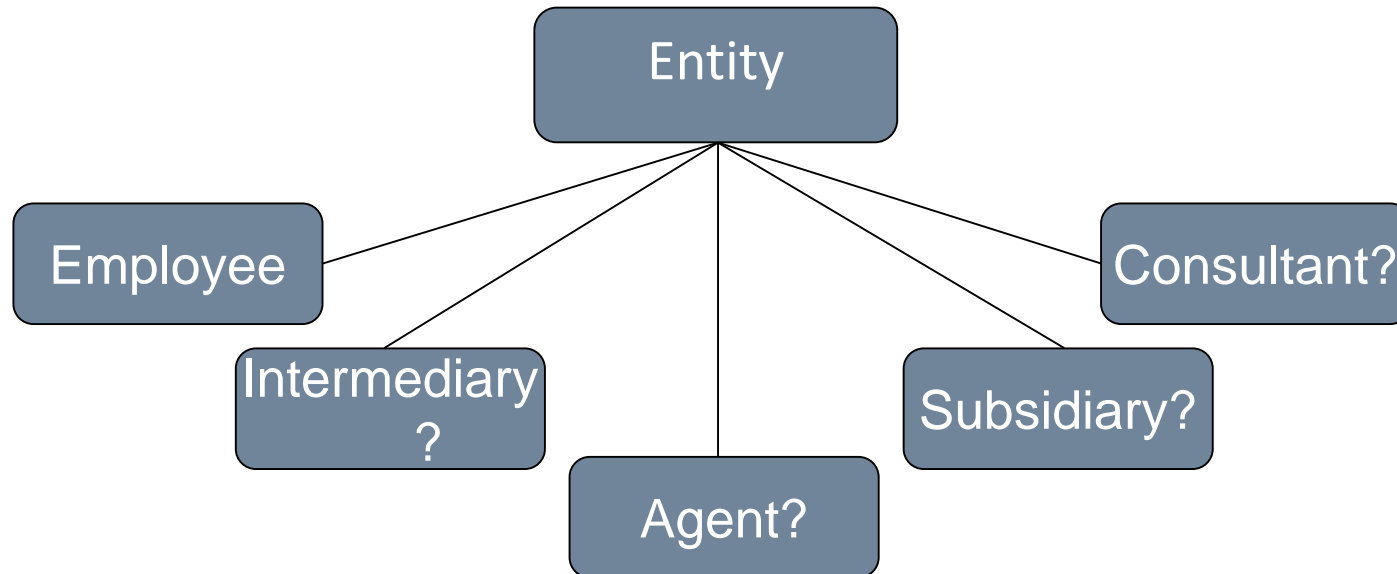 Entity
Employee
Consultant?
Intermediary
?
Subsidiary?
Agent?